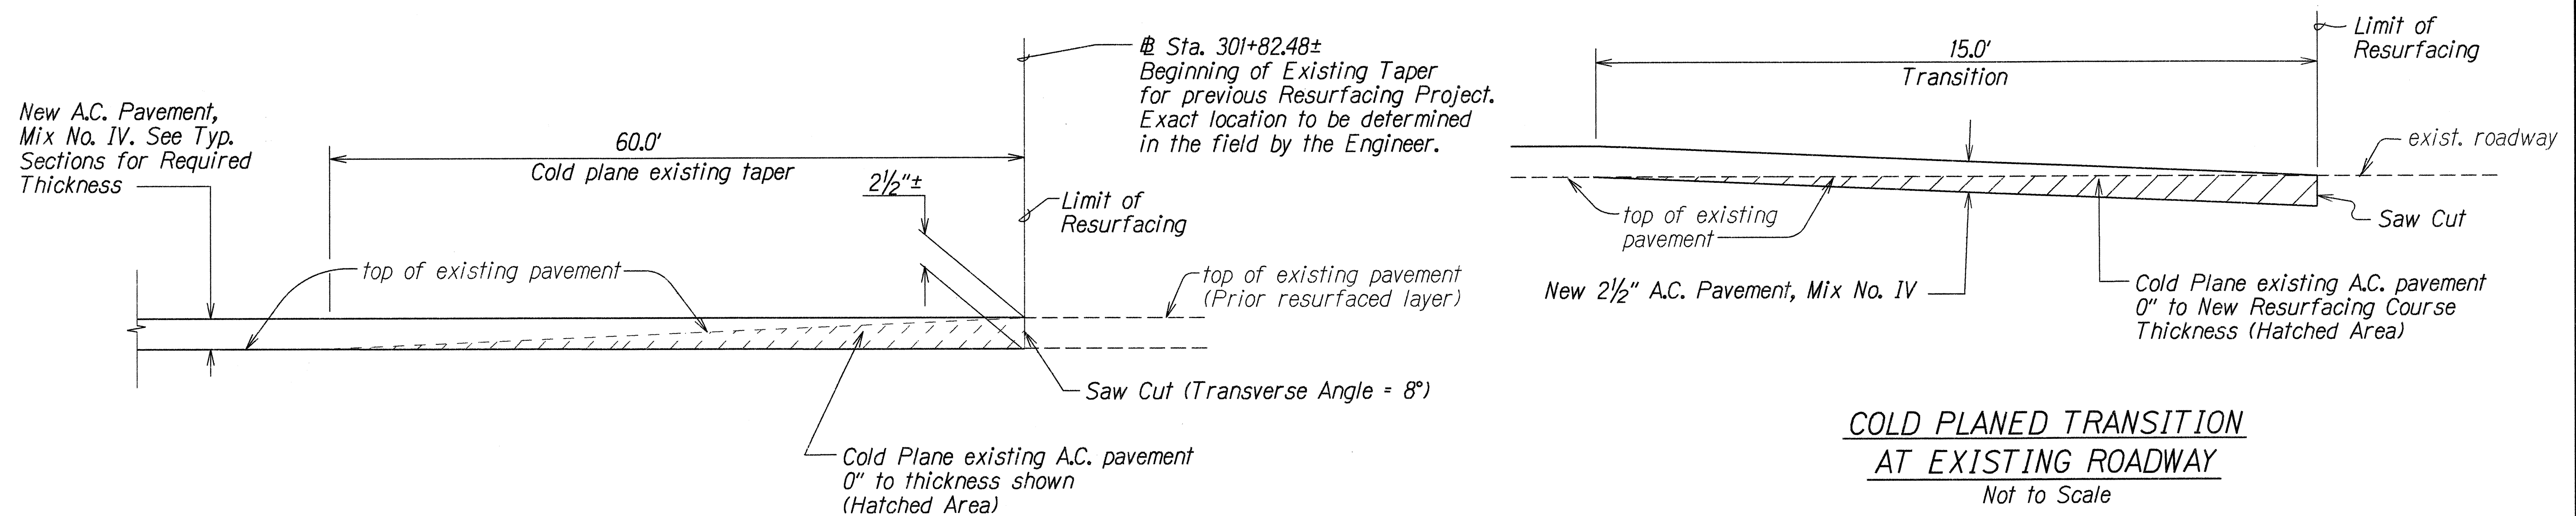 New A.C. Pavement,
Mix No. IV. See Typ.
Sections for Required
Thickness
60.0'
Cold plane existing taper
2½"±
℄ Sta. 301+82.48±
Beginning of Existing Taper
for previous Resurfacing Project.
Exact location to be determined
in the field by the Engineer.
Limit of
Resurfacing
top of existing pavement
top of existing pavement
(Prior resurfaced layer)
Saw Cut (Transverse Angle = 8°)
Cold Plane existing A.C. pavement
0" to thickness shown
(Hatched Area)
15.0'
Transition
Limit of
Resurfacing
exist. roadway
top of existing
pavement
Saw Cut
New 2½" A.C. Pavement, Mix No. IV
Cold Plane existing A.C. pavement
0" to New Resurfacing Course
Thickness (Hatched Area)
COLD PLANED TRANSITION
AT EXISTING ROADWAY
Not to Scale